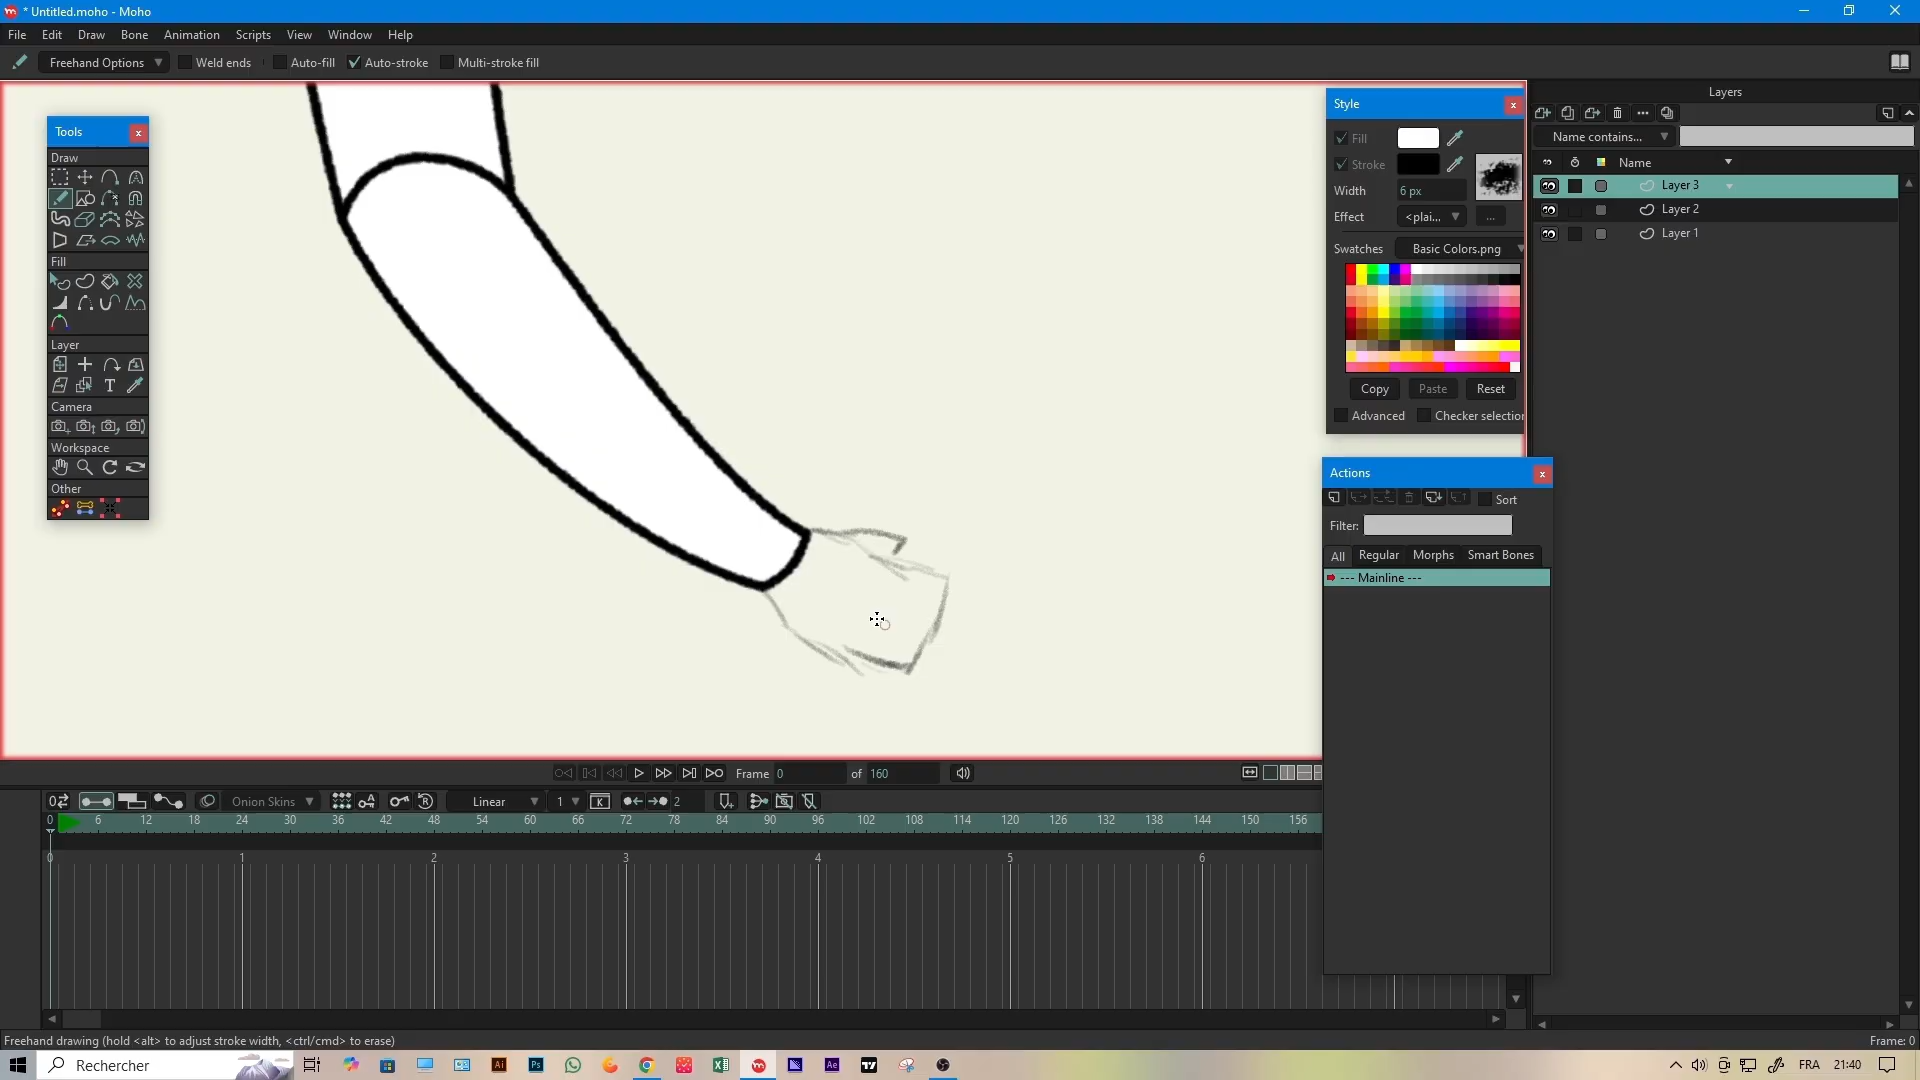 * Untitled.moho - Moho
File Edit Draw Bone Animation Scripts View Window Help
Freehand Options Weld ends Auto-fill Auto-stroke Multi-stroke fill
Tools
Draw
Fill
Layer
Camera
Workspace
Other
Style
Fill
Stroke
Width 6 px
Effect <plai... ...
Swatches Basic Colors.png
Copy Paste Reset
Advanced Checker selection
Actions
Sort
Filter:
All Regular Morphs Smart Bones
--- Mainline ---
Layers
Name contains...
Name
Layer 3
Layer 2
Layer 1
Frame 0 of 160
Onion Skins Linear 1 2
0 6 12 18 24 30 36 42 48 54 60 66 72 78 84 90 96 102 108 114 120 126 132 138 144 150 156
0 1 2 3 4 5 6
Freehand drawing (hold <alt> to adjust stroke width, <ctrl/cmd> to erase) Frame: 0
Rechercher FRA 21:40